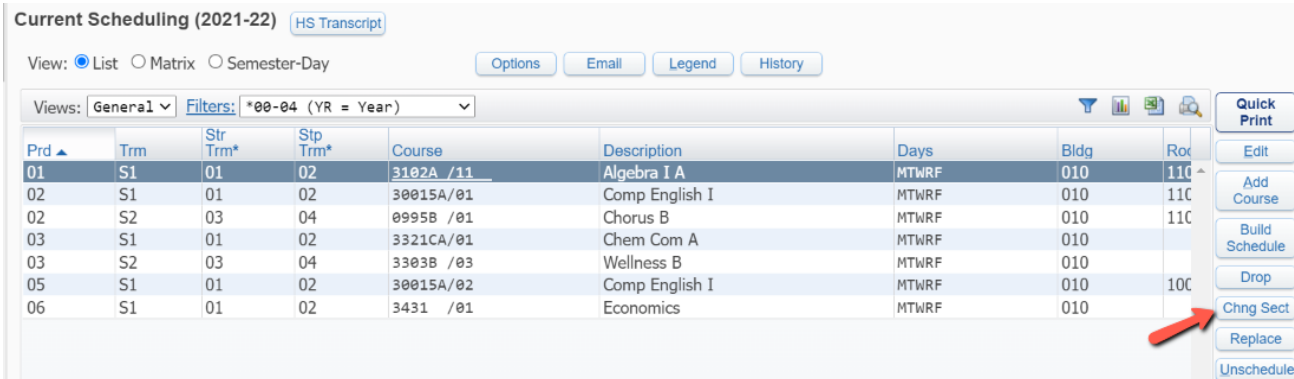 Current Scheduling (2021-22) HS Transcript
View: List Matrix Semester-Day Options Email Legend History
Views: General Filters: *00-04 (YR = Year)
Quick Print
Prd Trm Str Trm* Stp Trm* Course Description Days Bldg Roo
01 S1 01 02 3102A /11 Algebra I A MTWRF 010 110
02 S1 01 02 30015A/01 Comp English I MTWRF 010 110
02 S2 03 04 0995B /01 Chorus B MTWRF 010 110
03 S1 01 02 3321CA/01 Chem Com A MTWRF 010
03 S2 03 04 3303B /03 Wellness B MTWRF 010
05 S1 01 02 30015A/02 Comp English I MTWRF 010 100
06 S1 01 02 3431 /01 Economics MTWRF 010
Edit
Add Course
Build Schedule
Drop
Chng Sect
Replace
Unschedule